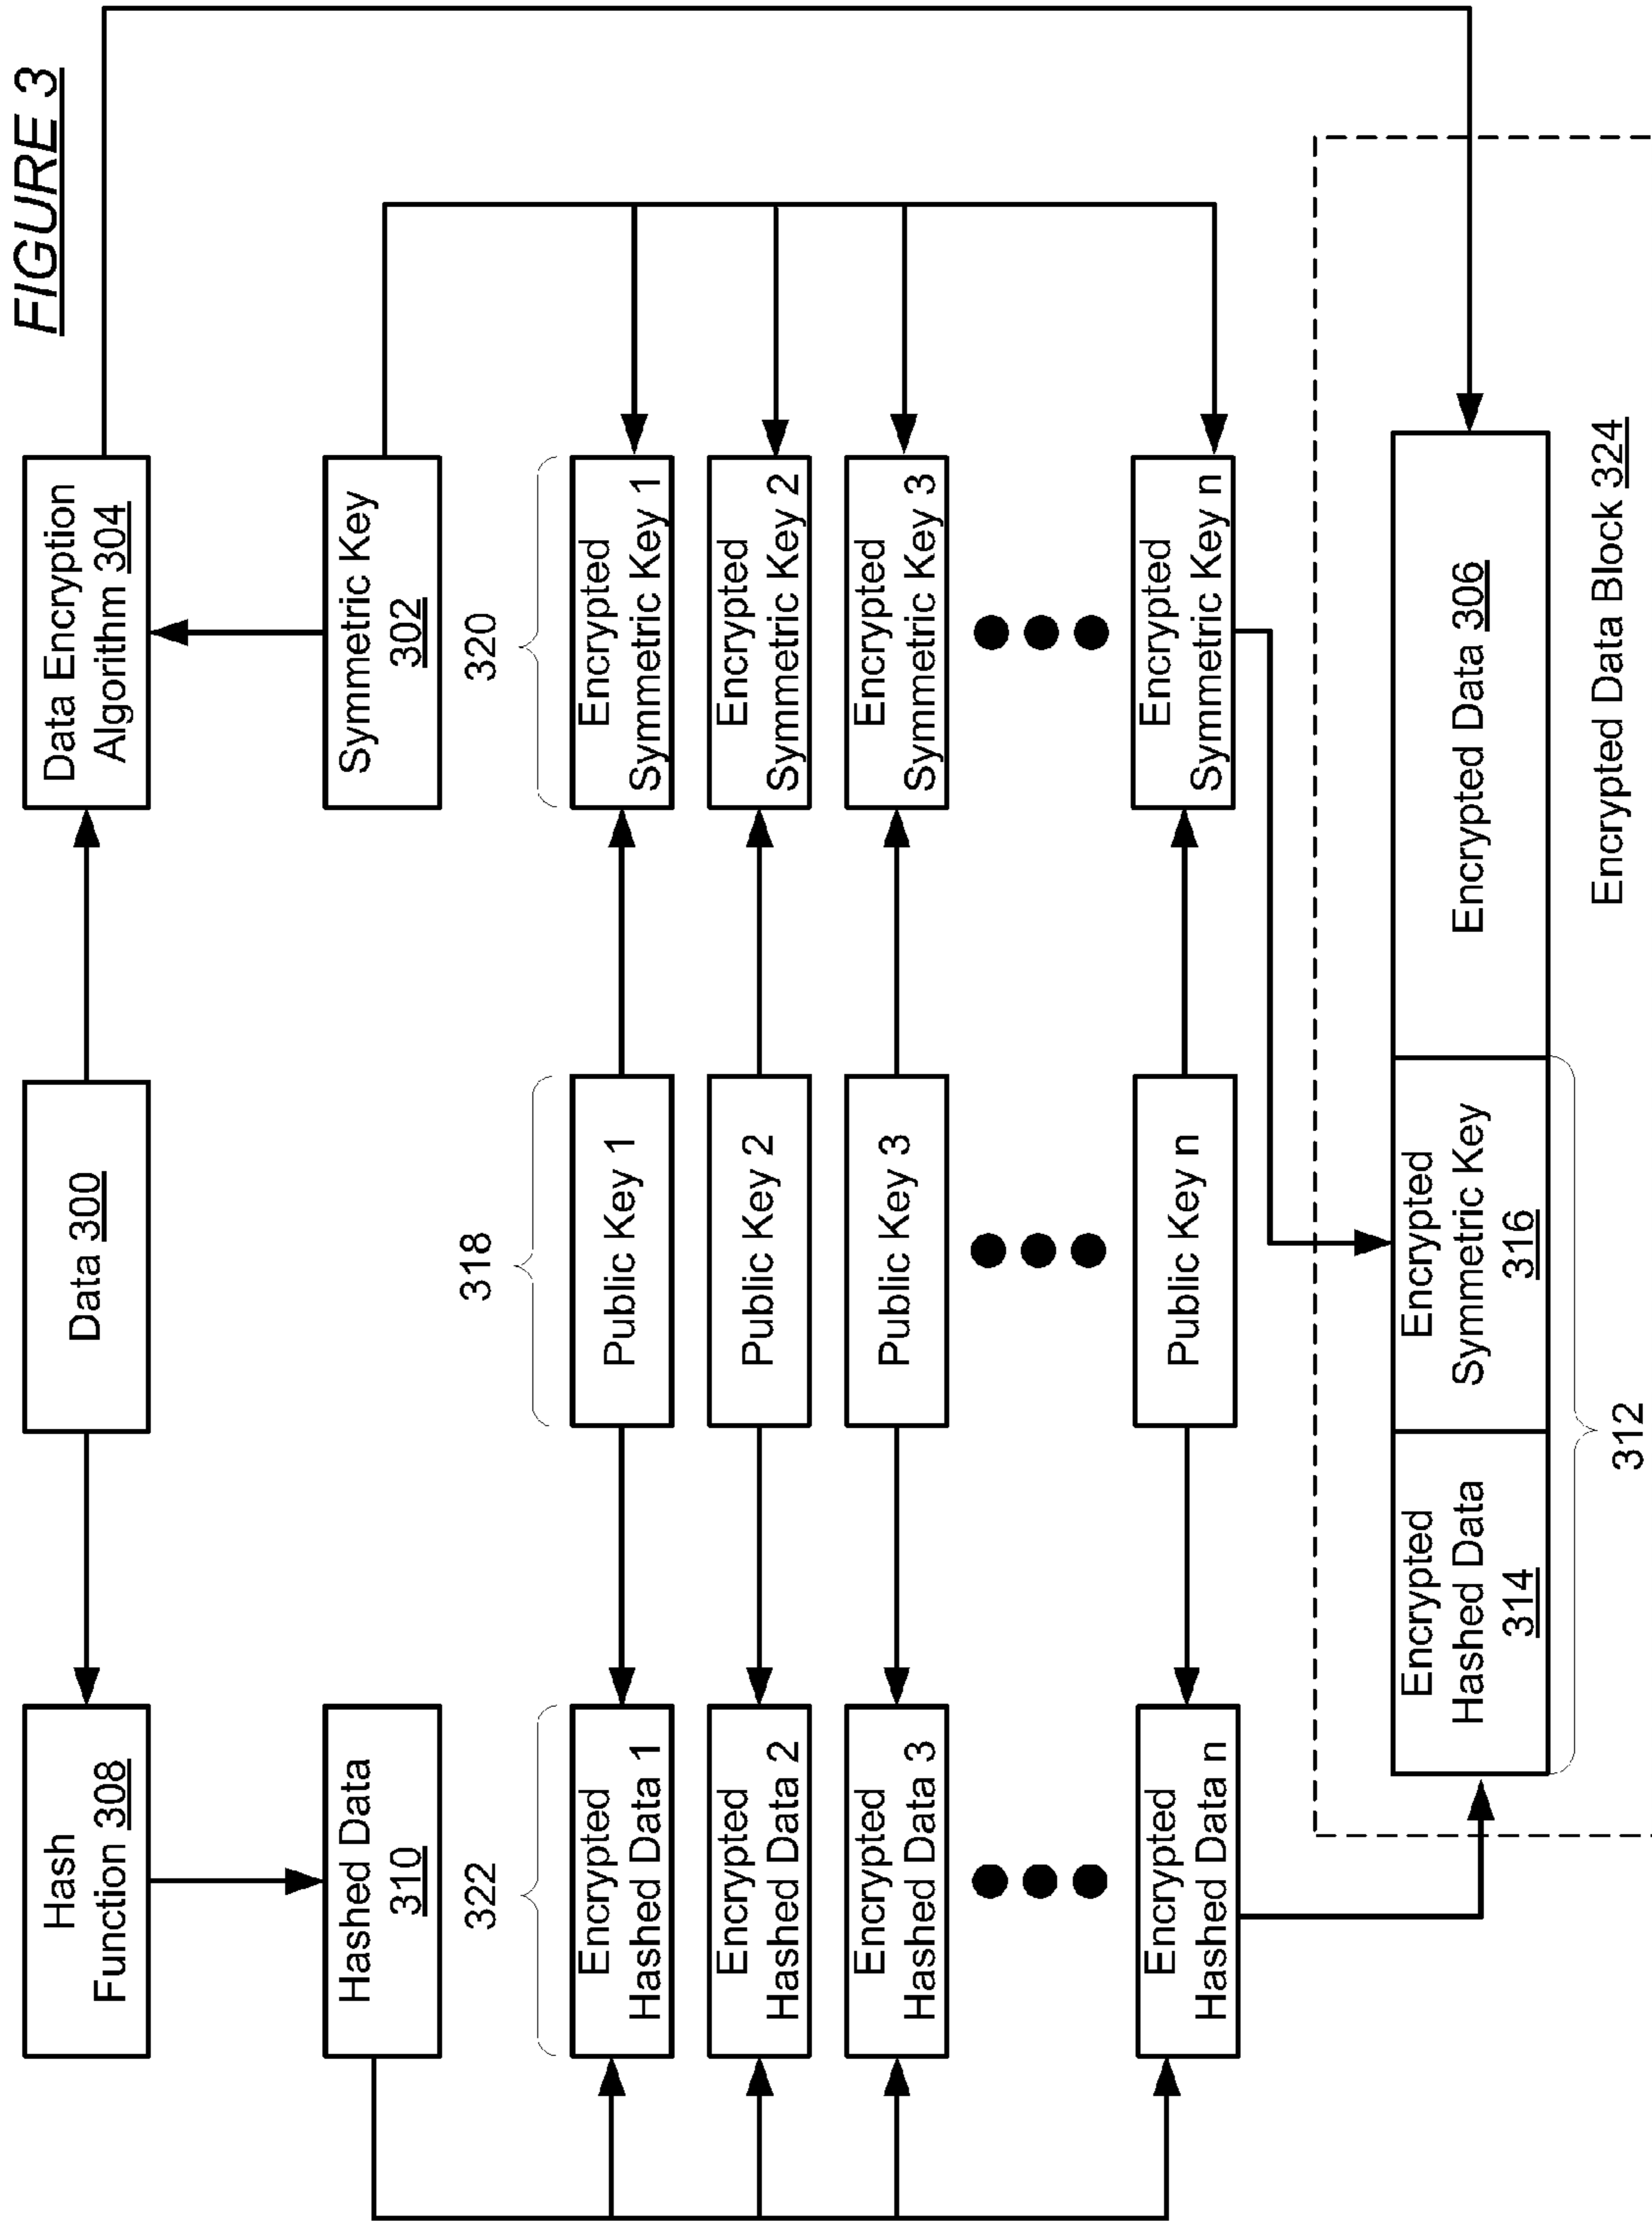 FIGURE 3
Hash
Function 308
Data 300
Data Encryption
Algorithm 304
Hashed Data
310
Symmetric Key
302
322
318
320
Encrypted
Hashed Data 1
Public Key 1
Encrypted
Symmetric Key 1
Encrypted
Hashed Data 2
Public Key 2
Encrypted
Symmetric Key 2
Encrypted
Hashed Data 3
Public Key 3
Encrypted
Symmetric Key 3
Encrypted
Hashed Data n
Public Key n
Encrypted
Symmetric Key n
Encrypted
Hashed Data
314
Encrypted
Symmetric Key
316
Encrypted Data 306
312
Encrypted Data Block 324